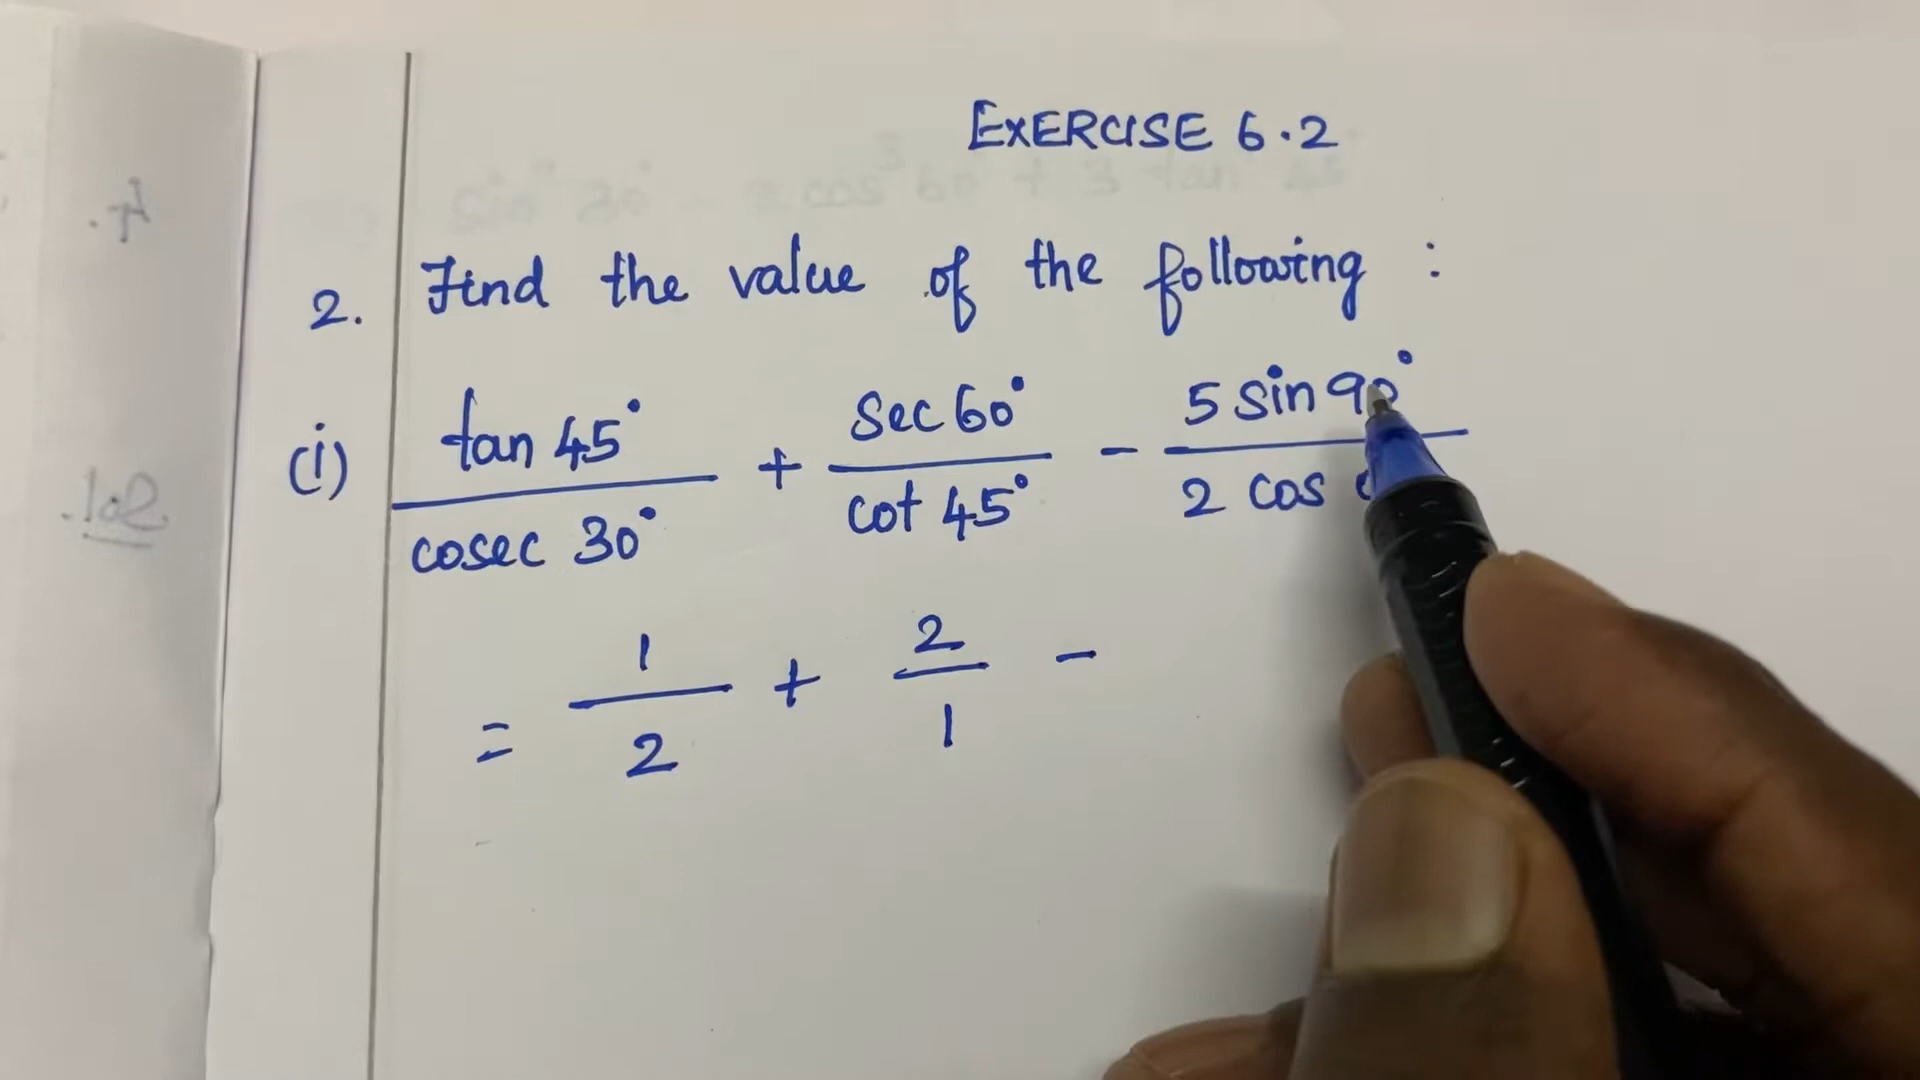 EXERCISE 6.2
2. Find the value of the following :
(i) tan 45° / cosec 30° + sec 60° / cot 45° - 5 sin 90° / 2 cos
= 1/2 + 2/1 -